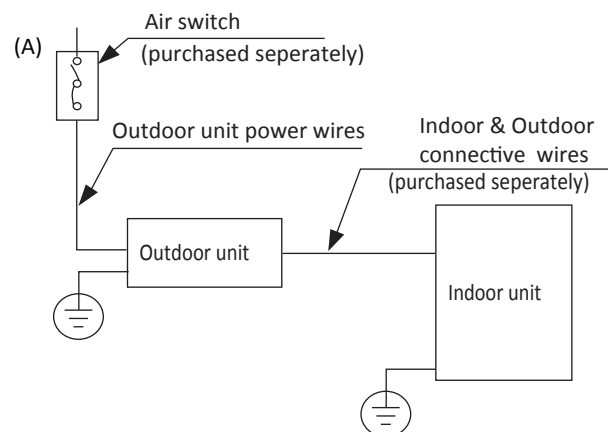 Air switch
(A)
(purchased seperately)
Outdoor unit power wires
Indoor & Outdoor
connective wires
(purchased seperately)
Outdoor unit
Indoor unit